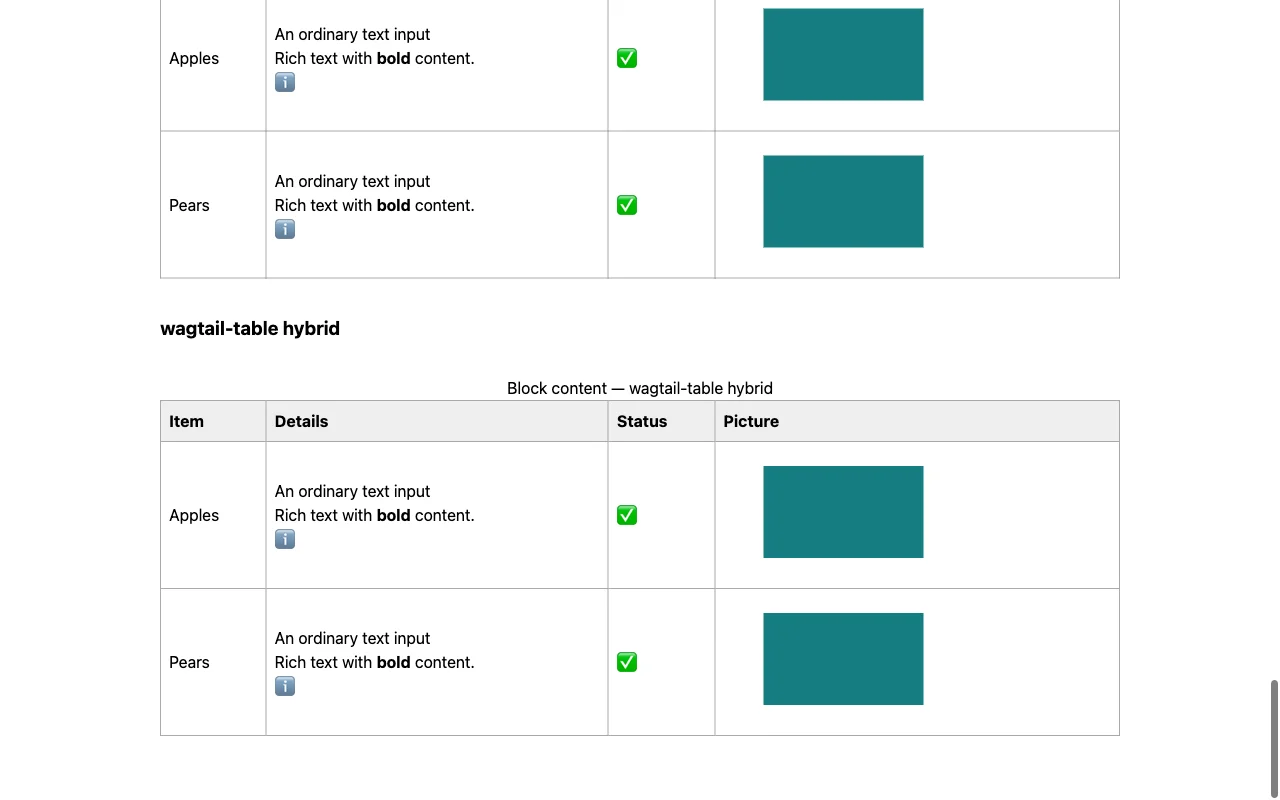 Apples
An ordinary text input
Rich text with bold content.
ℹ️
✅
Pears
An ordinary text input
Rich text with bold content.
ℹ️
✅
wagtail-table hybrid
Block content — wagtail-table hybrid
Item Details Status Picture
Apples
An ordinary text input
Rich text with bold content.
ℹ️
✅
Pears
An ordinary text input
Rich text with bold content.
ℹ️
✅